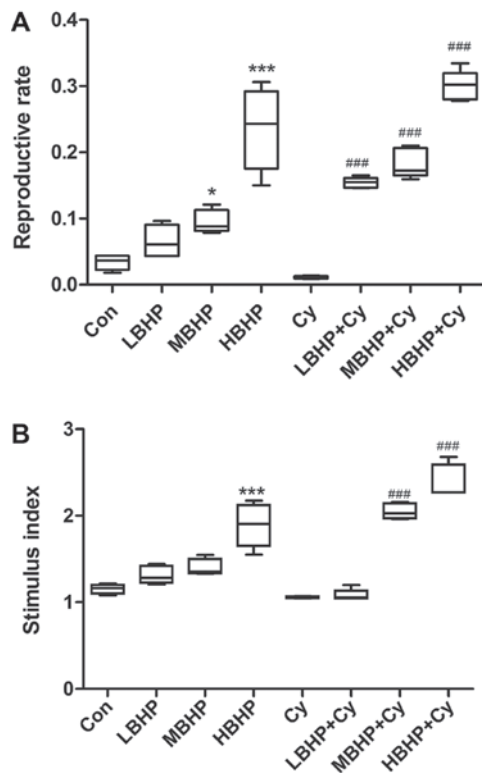 A
Reproductive rate
0.4
0.3
0.2
0.1
0.0
***
*
###
###
###
Con
LBHP
MBHP
HBHP
Cy
LBHP+Cy
MBHP+Cy
HBHP+Cy
B
Stimulus index
3
2
1
0
***
###
###
Con
LBHP
MBHP
HBHP
Cy
LBHP+Cy
MBHP+Cy
HBHP+Cy